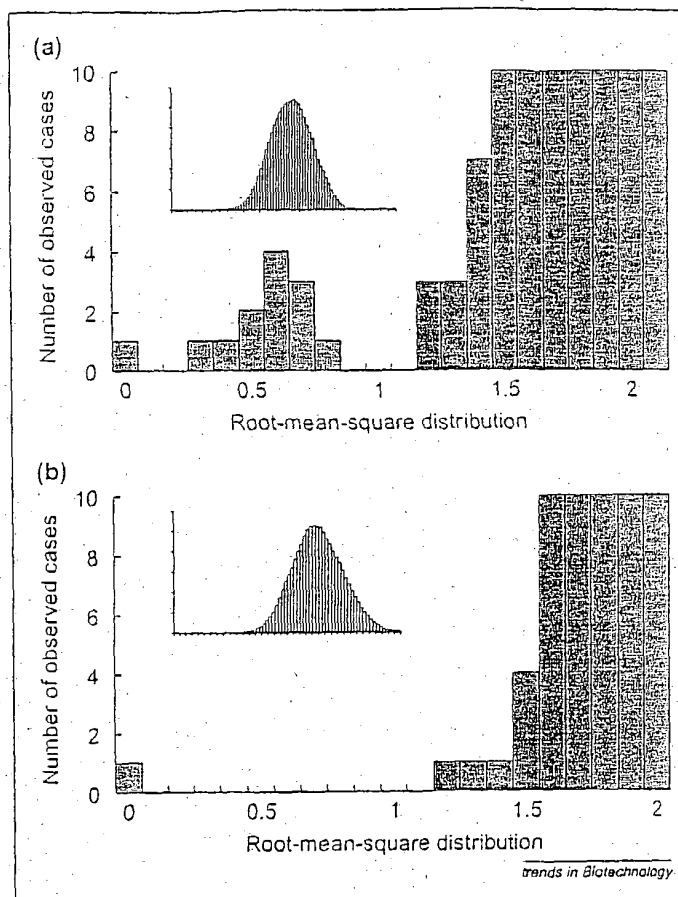 (a)
Number of observed cases
10
8
6
4
2
0
0 0.5 1 1.5 2
Root-mean-square distribution
(b)
Number of observed cases
10
8
6
4
2
0
0 0.5 1 1.5 2
Root-mean-square distribution
trends in Biotechnology